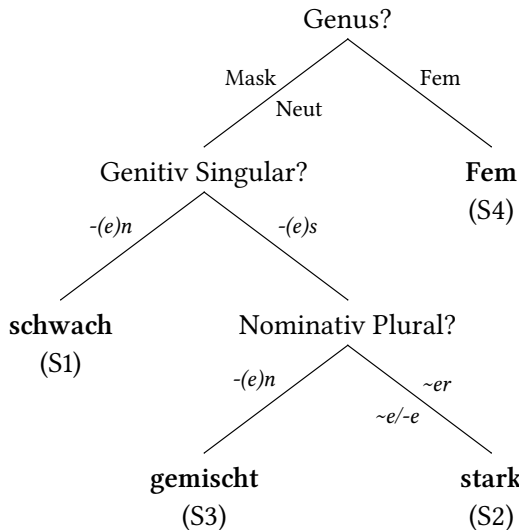 Genus?
Mask
Neut
Fem
Genitiv Singular?
Fem
(S4)
-(e)n
-(e)s
schwach
(S1)
Nominativ Plural?
-(e)n
~er
~e/-e
gemischt
(S3)
stark
(S2)